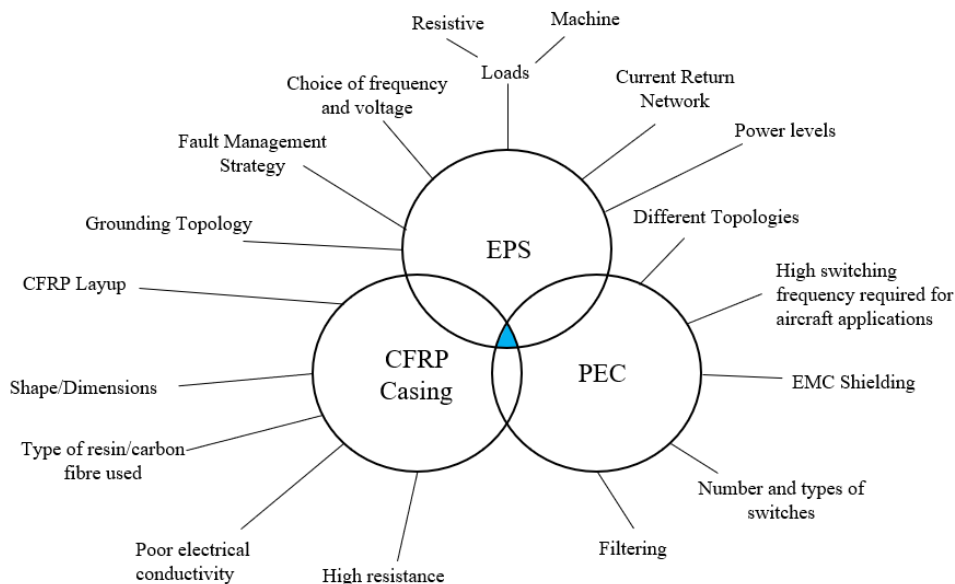 Resistive
Machine
Loads
Choice of frequency
and voltage
Current Return
Network
Fault Management
Strategy
Power levels
Grounding Topology
Different Topologies
EPS
CFRP Layup
High switching
frequency required for
aircraft applications
CFRP
Casing
PEC
Shape/Dimensions
EMC Shielding
Type of resin/carbon
fibre used
Number and types of
switches
Poor electrical
conductivity
High resistance
Filtering